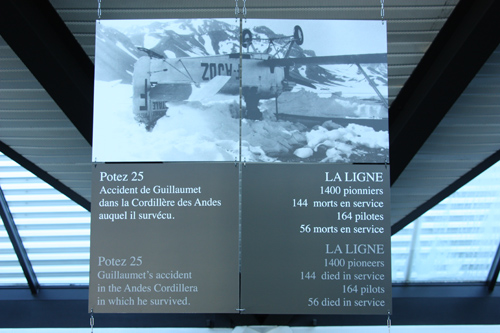 Potez 25
Accident de Guillaumet
dans la Cordillère des Andes
auquel il survécu.
Potez 25
Guillaumet's accident
in the Andes Cordillera
in which he survived.
LA LIGNE
1400 pionniers
144 morts en service
164 pilotes
56 morts en service
LA LIGNE
1400 pioneers
144 died in service
164 pilots
56 died in service